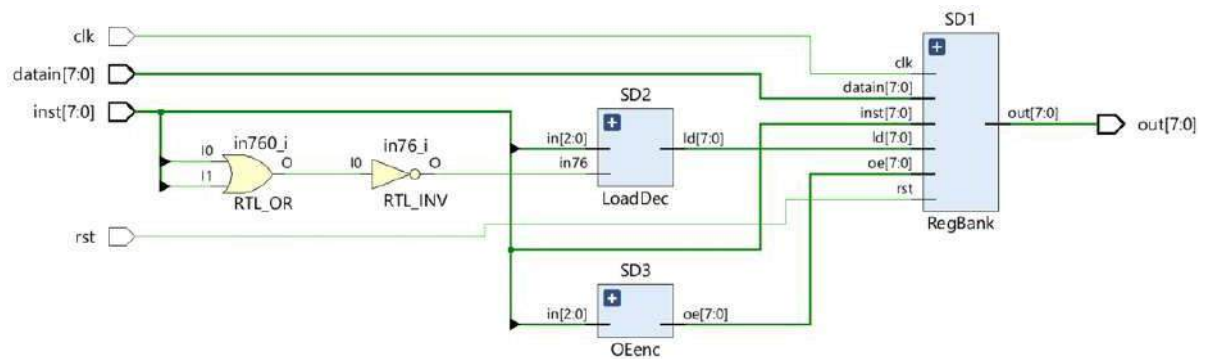 SD1
clk
clk
datain[7:0]
datain[7:0]
inst[7:0]
SD2
inst[7:0]
out[7:0]
out[7:0]
in760_i
in76_i
in[2:0]
ld[7:0]
ld[7:0]
I0
O
I0
O
in76
oe[7:0]
I1
RTL_OR
RTL_INV
LoadDec
rst
RegBank
rst
SD3
in[2:0]
oe[7:0]
OEenc